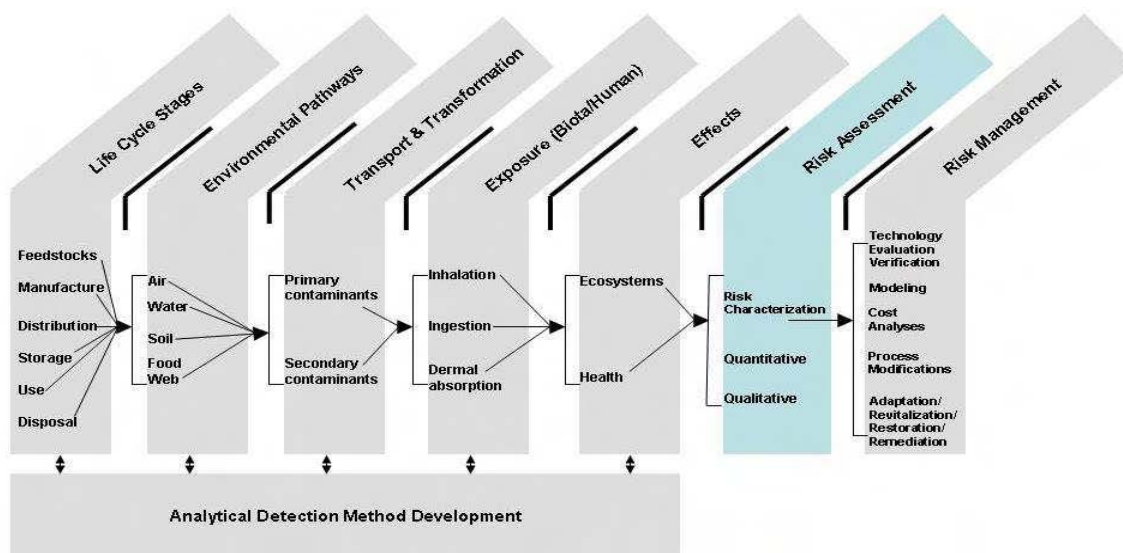 Life Cycle Stages
Environmental Pathways
Transport & Transformation
Exposure (Biota/Human)
Effects
Risk Assessment
Risk Management
Feedstocks
Manufacture
Distribution
Storage
Use
Disposal
Air
Water
Soil
Food
Web
Primary
contaminants
Secondary
contaminants
Inhalation
Ingestion
Dermal
absorption
Ecosystems
Health
Risk
Characterization
Quantitative
Qualitative
Technology
Evaluation
Verification
Modeling
Cost
Analyses
Process
Modifications
Adaptation/
Revitalization/
Restoration/
Remediation
Analytical Detection Method Development